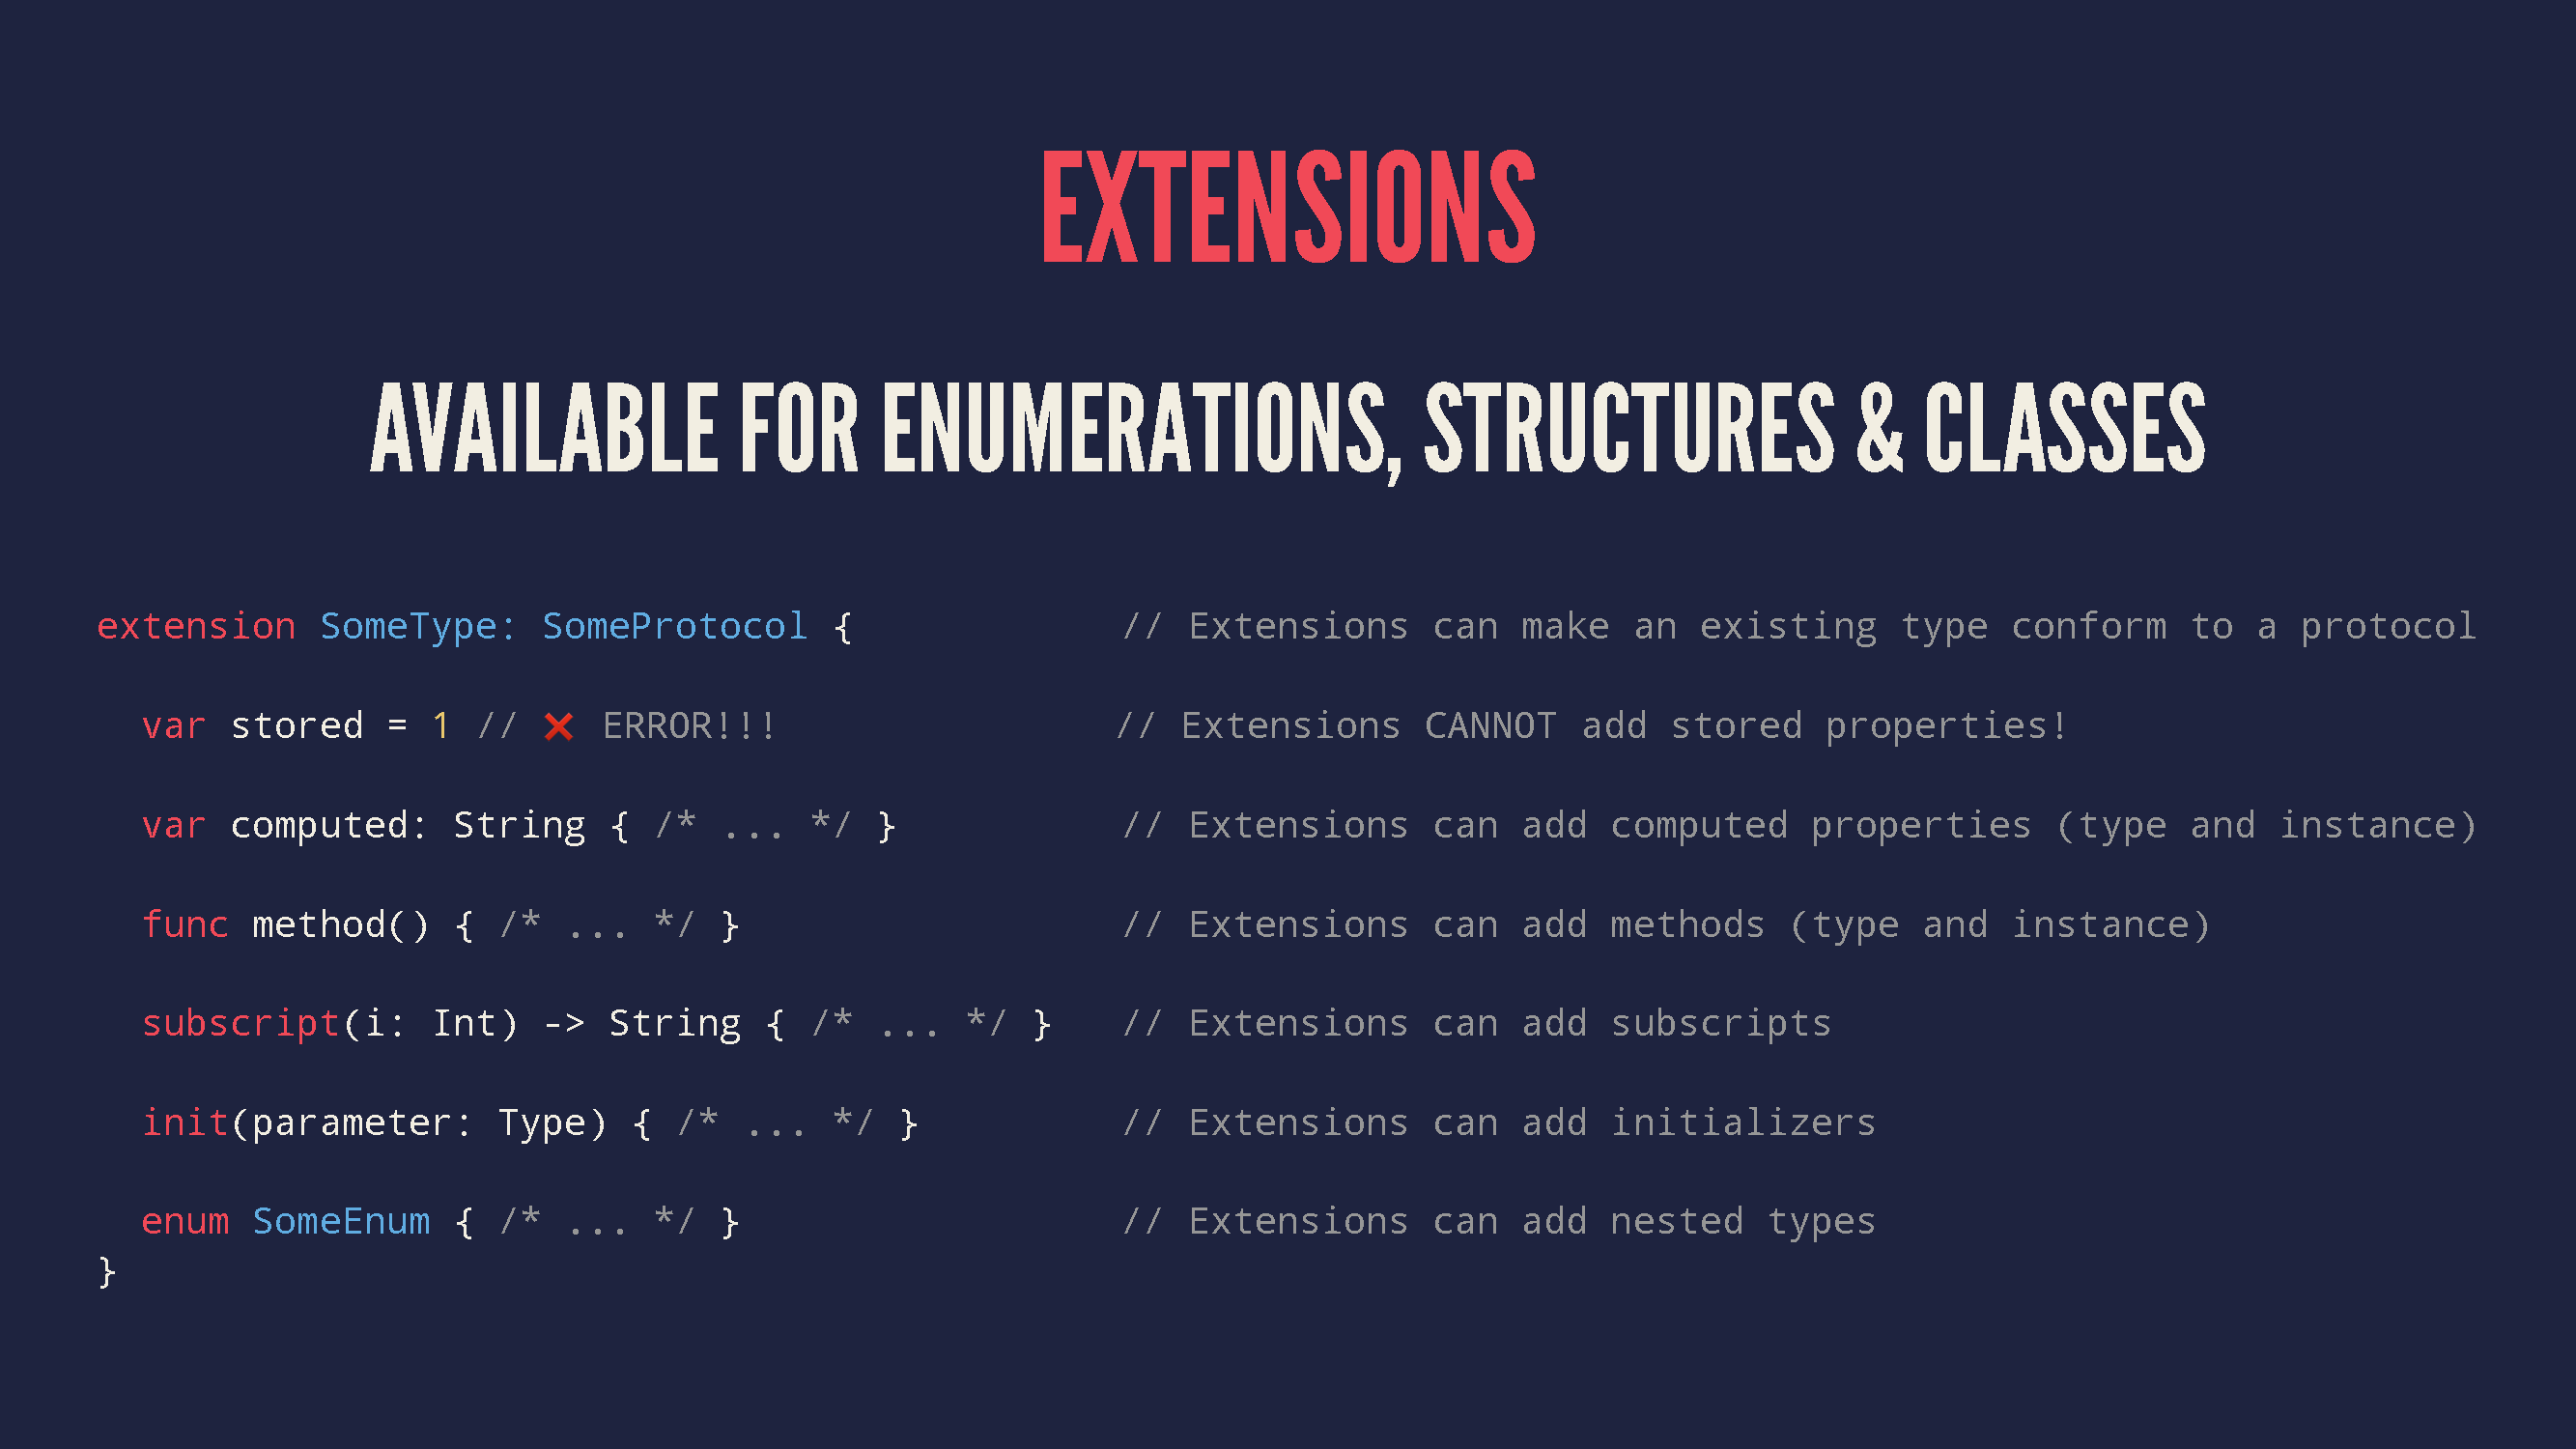 EXTENSIONS
AVAILABLE FOR ENUMERATIONS, STRUCTURES & CLASSES
extension SomeType: SomeProtocol { // Extensions can make an existing type conform to a protocol
var stored = 1 // ❌ ERROR!!! // Extensions CANNOT add stored properties!
var computed: String { /* ... */ } // Extensions can add computed properties (type and instance)
func method() { /* ... */ } // Extensions can add methods (type and instance)
subscript(i: Int) -> String { /* ... */ } // Extensions can add subscripts
init(parameter: Type) { /* ... */ } // Extensions can add initializers
enum SomeEnum { /* ... */ } // Extensions can add nested types
}